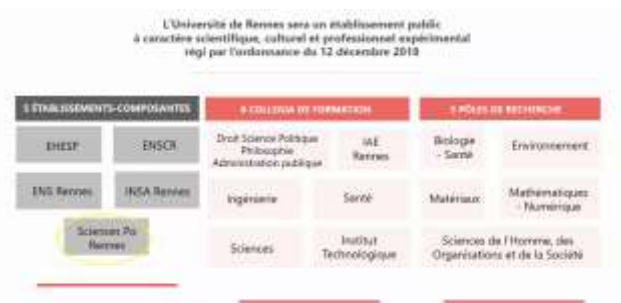 L'Université de Rennes sera un établissement public
à caractère scientifique, culturel et professionnel expérimental
régi par l'ordonnance du 12 décembre 2018
5 ÉTABLISSEMENTS-COMPOSANTES
EHESP
ENSCR
ENS Rennes
INSA Rennes
Sciences Po
Rennes
6 COLLEGIA DE FORMATION
Droit Science Politique
Philosophie
Administration publique
IAE
Rennes
Ingénierie
Santé
Sciences
Institut
Technologique
5 PÔLES DE RECHERCHE
Biologie
- Santé
Environnement
Matériaux
Mathématiques
- Numérique
Sciences de l'Homme, des
Organisations et de la Société